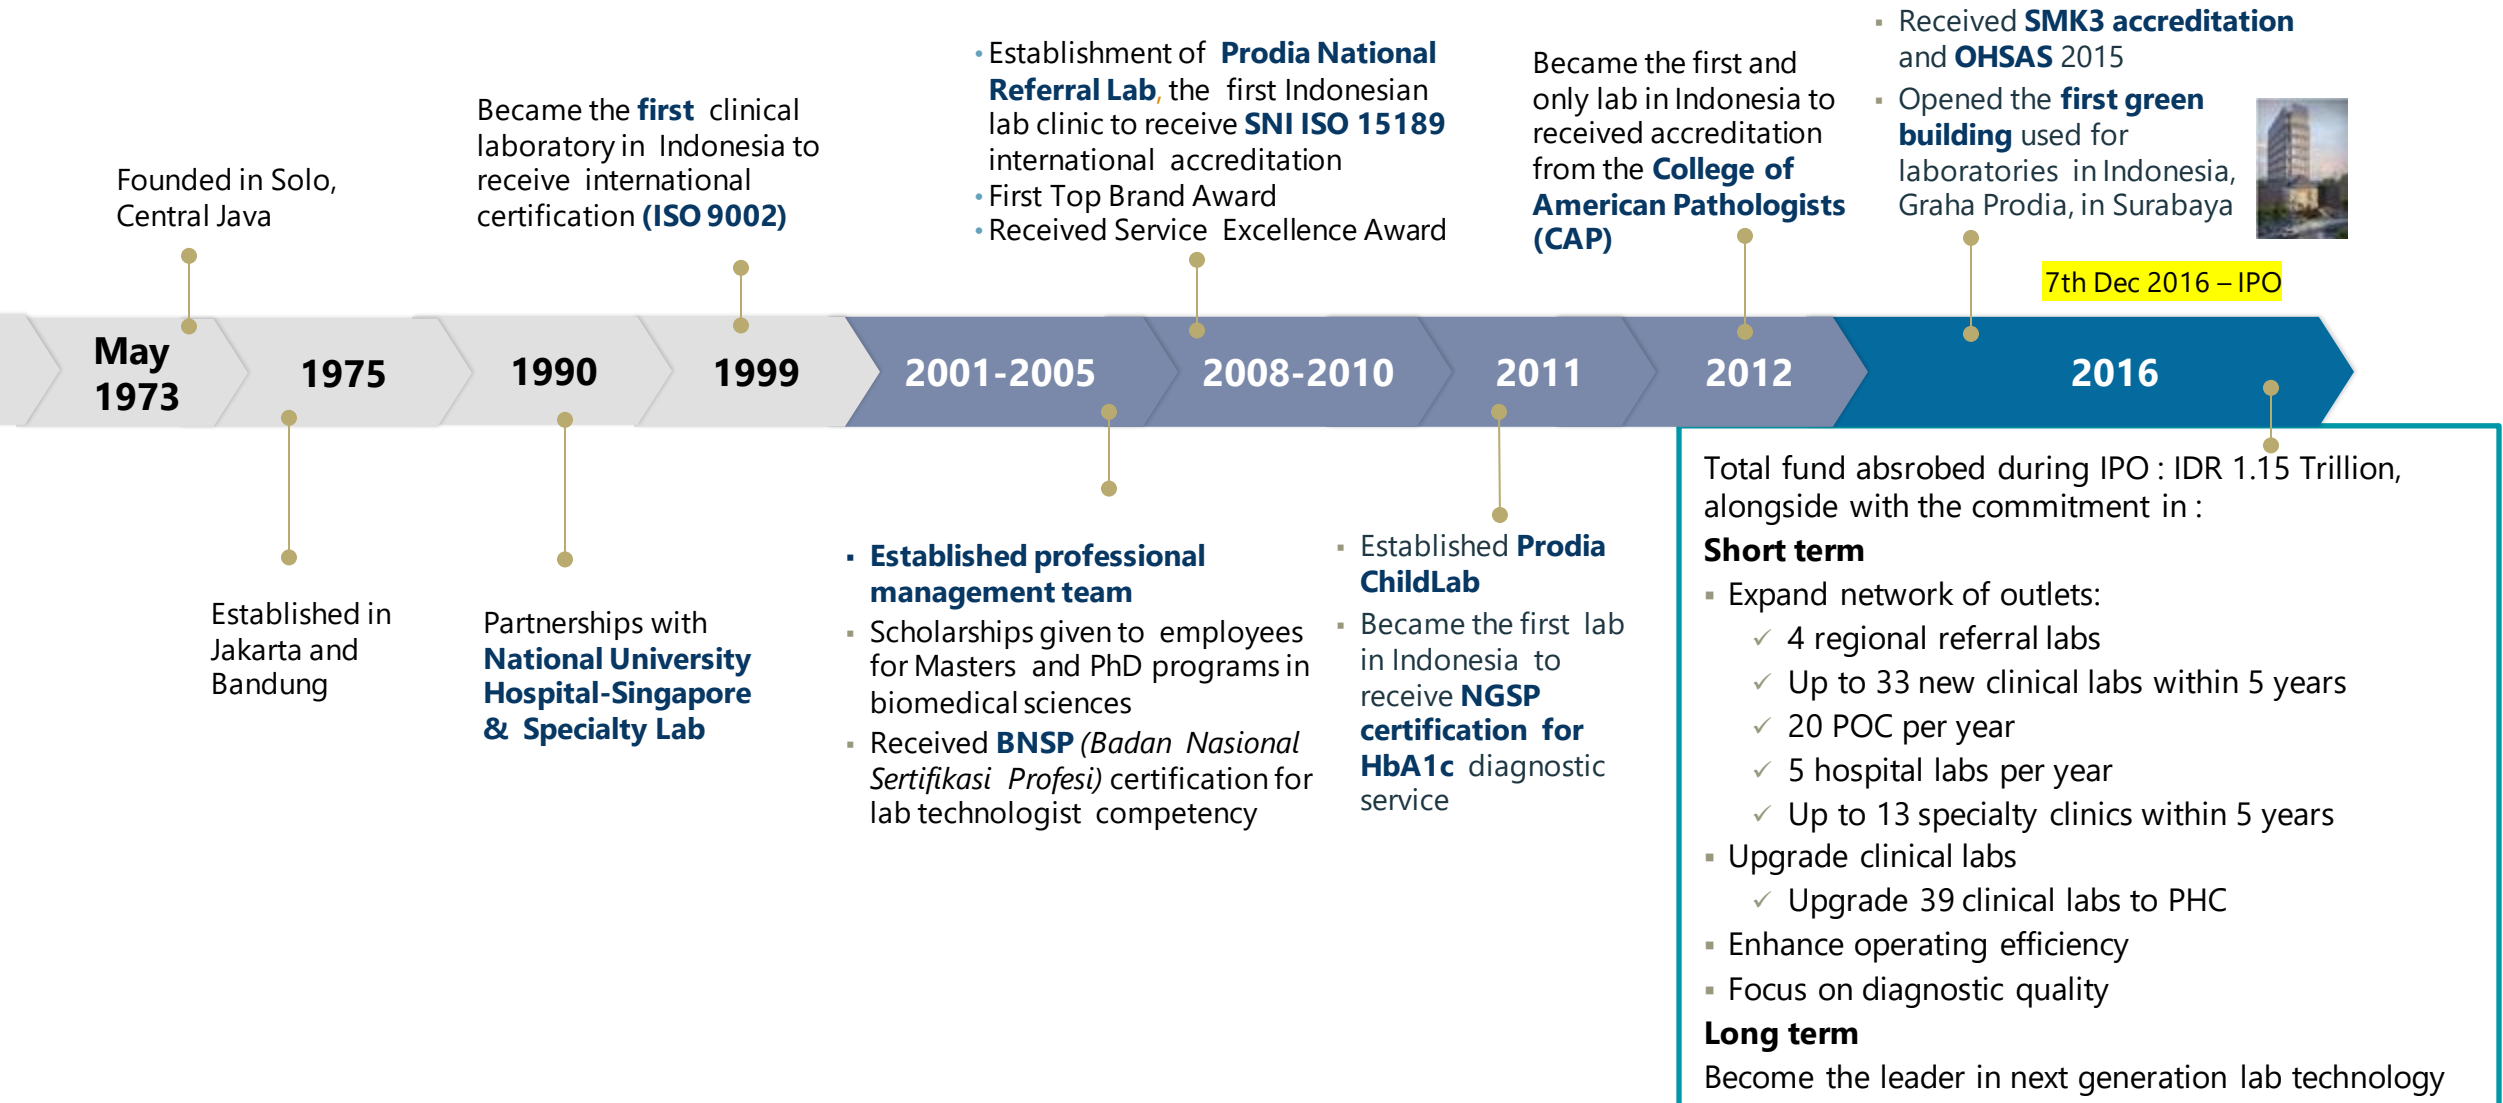 Founded in Solo,
Central Java
Became the first clinical
laboratory in Indonesia to
receive international
certification (ISO 9002)
• Establishment of Prodia National
Referral Lab, the first Indonesian
lab clinic to receive SNI ISO 15189
international accreditation
• First Top Brand Award
• Received Service Excellence Award
Became the first and
only lab in Indonesia to
received accreditation
from the College of
American Pathologists
(CAP)
▪ Received SMK3 accreditation
and OHSAS 2015
▪ Opened the first green
building used for
laboratories in Indonesia,
Graha Prodia, in Surabaya
7th Dec 2016 – IPO
May
1973
1975
1990
1999
2001-2005
2008-2010
2011
2012
2016
Established in
Jakarta and
Bandung
Partnerships with
National University
Hospital-Singapore
& Specialty Lab
▪ Established professional
management team
▪ Scholarships given to employees
for Masters and PhD programs in
biomedical sciences
▪ Received BNSP (Badan Nasional
Sertifikasi Profesi) certification for
lab technologist competency
▪ Established Prodia
ChildLab
▪ Became the first lab
in Indonesia to
receive NGSP
certification for
HbA1c diagnostic
service
Total fund absrobed during IPO : IDR 1.15 Trillion,
alongside with the commitment in :
Short term
▪ Expand network of outlets:
✓ 4 regional referral labs
✓ Up to 33 new clinical labs within 5 years
✓ 20 POC per year
✓ 5 hospital labs per year
✓ Up to 13 specialty clinics within 5 years
▪ Upgrade clinical labs
✓ Upgrade 39 clinical labs to PHC
▪ Enhance operating efficiency
▪ Focus on diagnostic quality
Long term
Become the leader in next generation lab technology